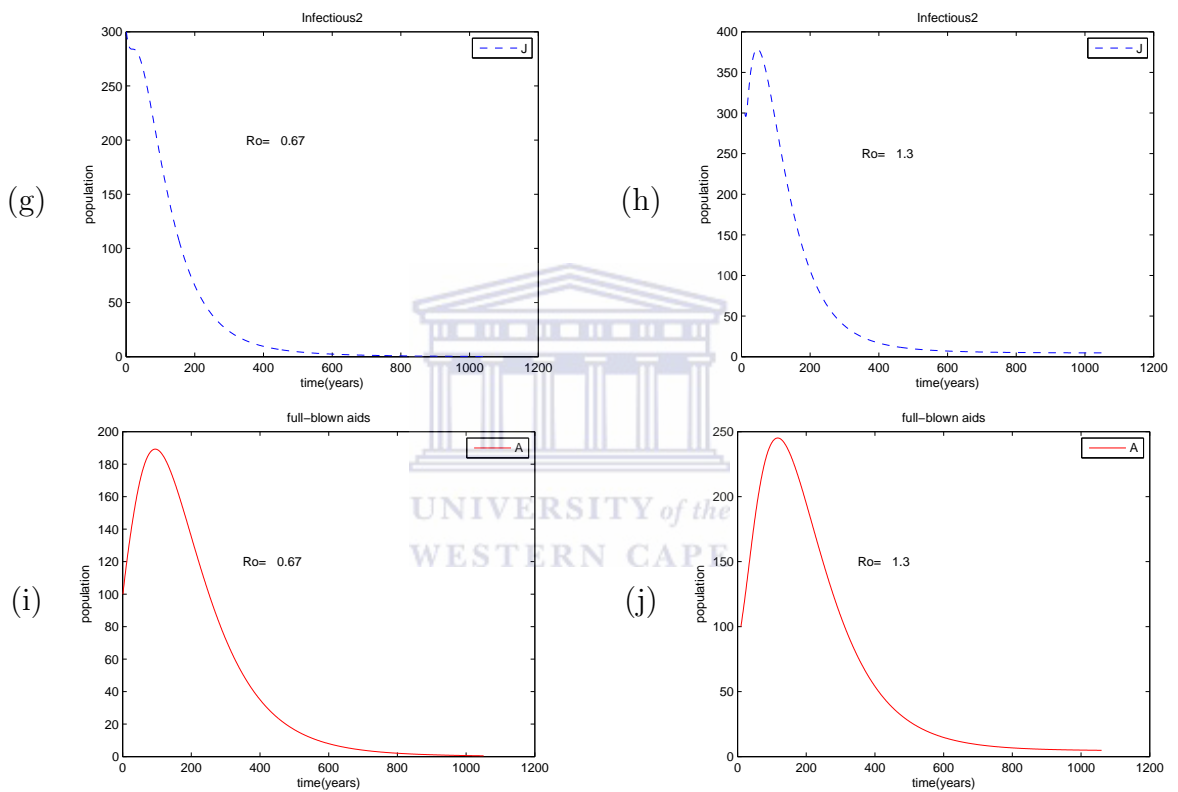 (g)
Infectious2
J
Ro= 0.67
population
300
250
200
150
100
50
0
0 200 400 600 800 1000 1200
time(years)
(h)
Infectious2
J
Ro= 1.3
population
400
350
300
250
200
150
100
50
0
0 200 400 600 800 1000 1200
time(years)
(i)
full-blown aids
A
Ro= 0.67
population
200
180
160
140
120
100
80
60
40
20
0
0 200 400 600 800 1000 1200
time(years)
(j)
full-blown aids
A
Ro= 1.3
population
250
200
150
100
50
0
0 200 400 600 800 1000 1200
time(years)
UNIVERSITY of the
WESTERN CAPE